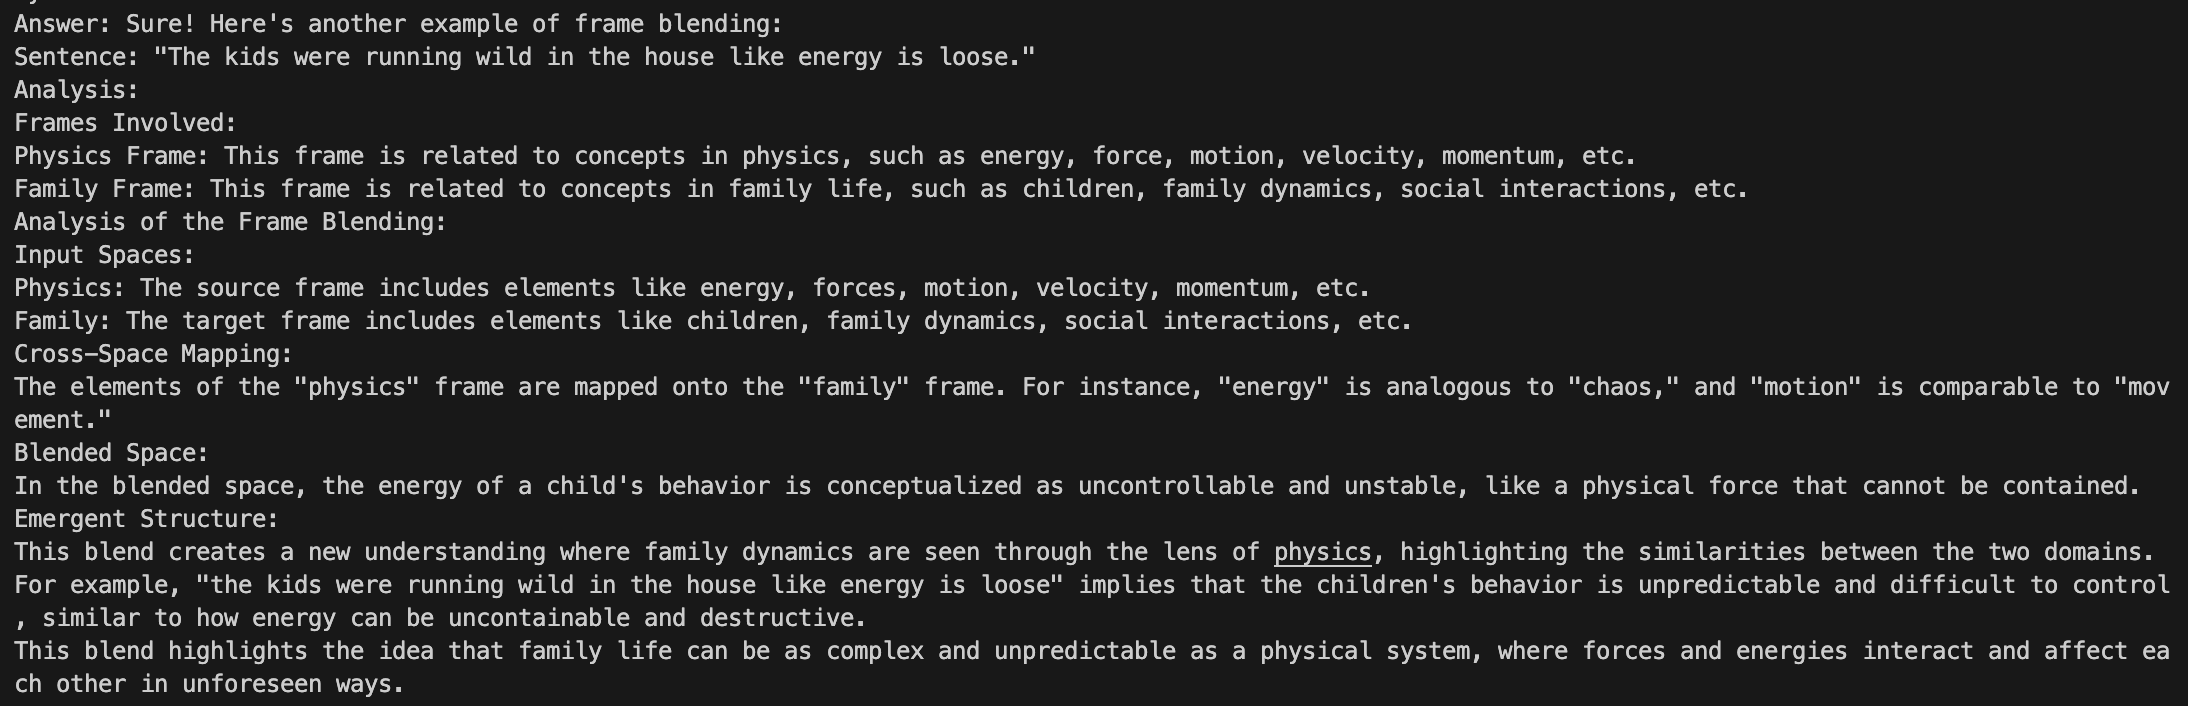 Answer: Sure! Here's another example of frame blending:
Sentence: "The kids were running wild in the house like energy is loose."
Analysis:
Frames Involved:
Physics Frame: This frame is related to concepts in physics, such as energy, force, motion, velocity, momentum, etc.
Family Frame: This frame is related to concepts in family life, such as children, family dynamics, social interactions, etc.
Analysis of the Frame Blending:
Input Spaces:
Physics: The source frame includes elements like energy, forces, motion, velocity, momentum, etc.
Family: The target frame includes elements like children, family dynamics, social interactions, etc.
Cross-Space Mapping:
The elements of the "physics" frame are mapped onto the "family" frame. For instance, "energy" is analogous to "chaos," and "motion" is comparable to "mov
ement."
Blended Space:
In the blended space, the energy of a child's behavior is conceptualized as uncontrollable and unstable, like a physical force that cannot be contained.
Emergent Structure:
This blend creates a new understanding where family dynamics are seen through the lens of physics, highlighting the similarities between the two domains.
For example, "the kids were running wild in the house like energy is loose" implies that the children's behavior is unpredictable and difficult to control
, similar to how energy can be uncontainable and destructive.
This blend highlights the idea that family life can be as complex and unpredictable as a physical system, where forces and energies interact and affect ea
ch other in unforeseen ways.